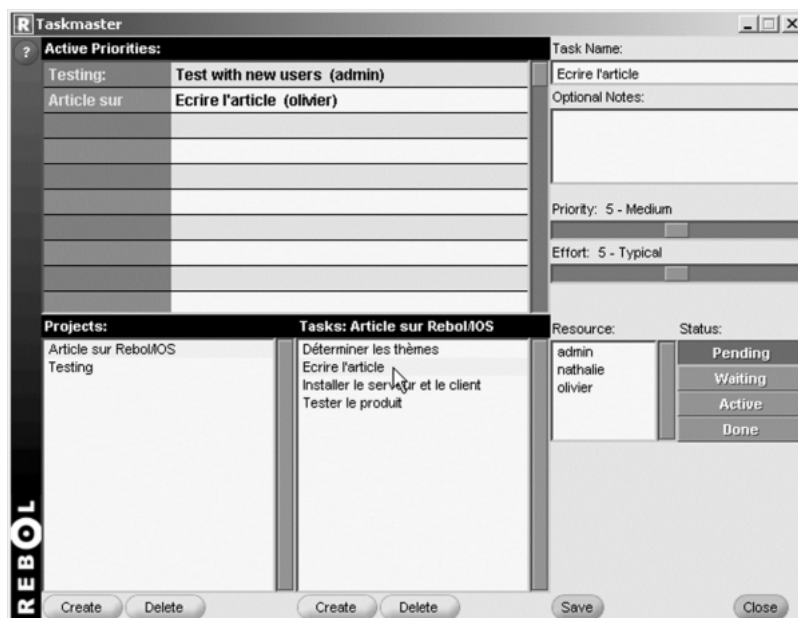 R Taskmaster
?
Active Priorities:
Testing: Test with new users (admin)
Article sur Ecrire l'article (olivier)
Task Name:
Ecrire l'article
Optional Notes:
Priority: 5 - Medium
Effort: 5 - Typical
Projects:
Article sur Rebol/IOS
Testing
Tasks: Article sur Rebol/IOS
Déterminer les thèmes
Ecrire l'article
Installer le serveur et le client
Tester le produit
Resource:
admin
nathalie
olivier
Status:
Pending
Waiting
Active
Done
REBOL
Create Delete
Create Delete
Save Close